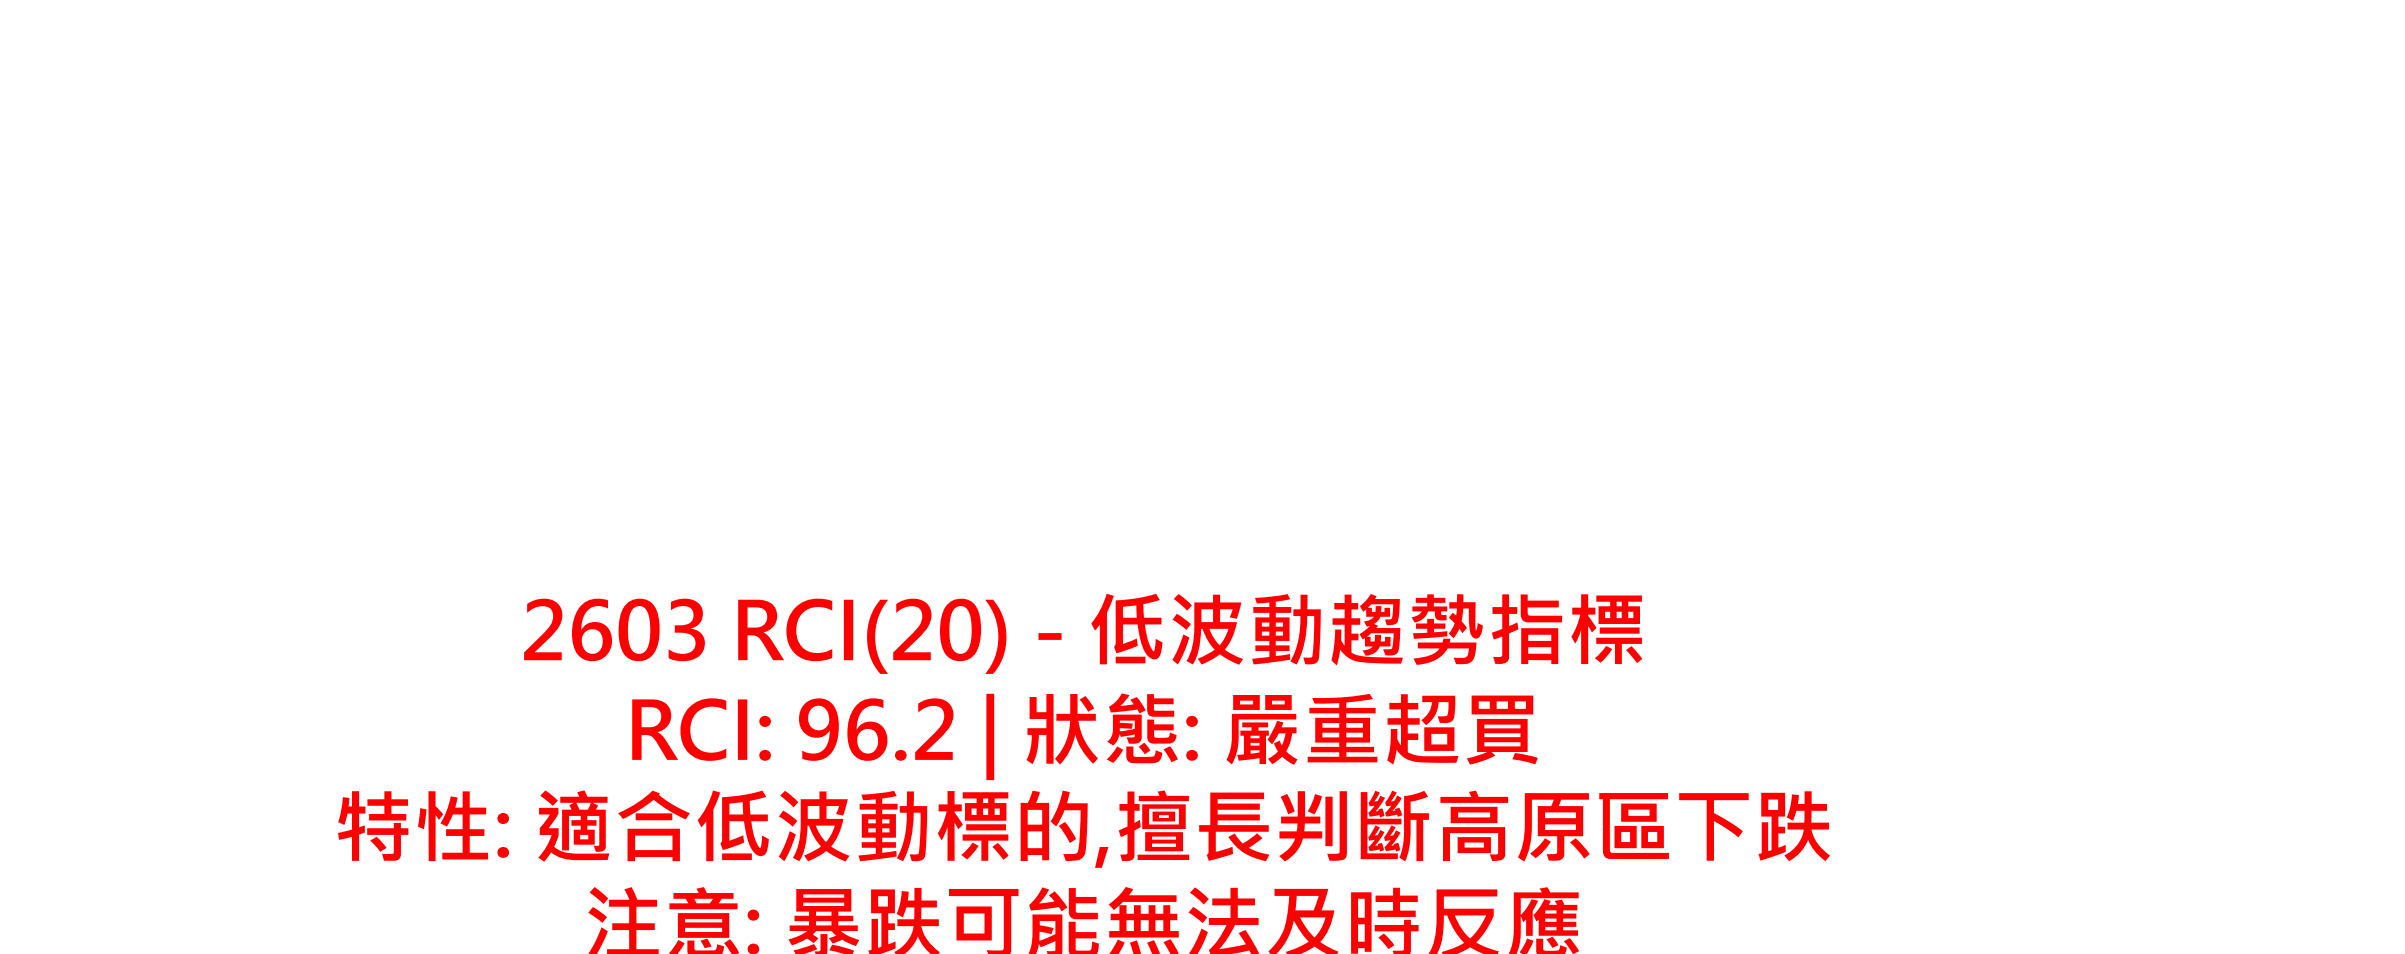 2603 RCI(20) - 低波動趨勢指標
RCI: 96.2 | 狀態: 嚴重超買
特性: 適合低波動標的,擅長判斷高原區下跌
注意: 暴跌可能無法及時反應